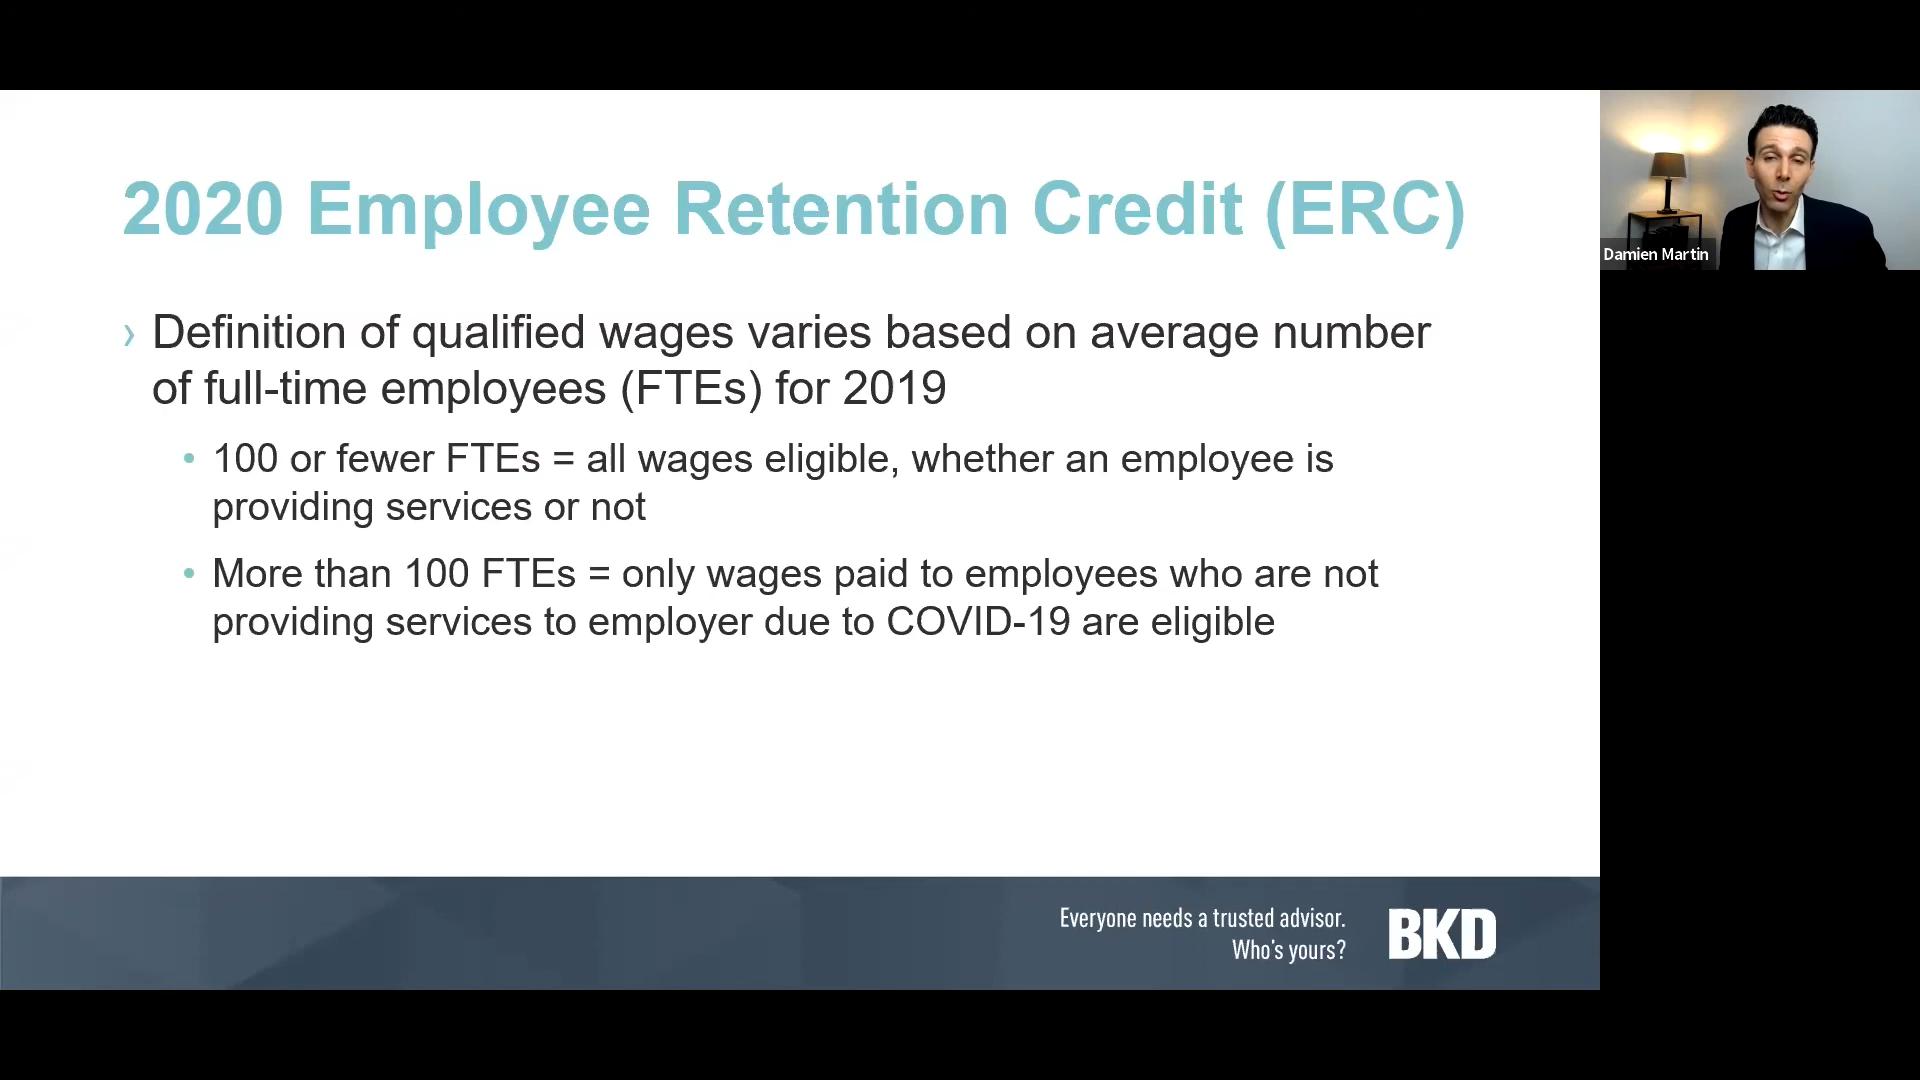 2020 Employee Retention Credit (ERC)
› Definition of qualified wages varies based on average number
of full-time employees (FTEs) for 2019
• 100 or fewer FTEs = all wages eligible, whether an employee is
providing services or not
• More than 100 FTEs = only wages paid to employees who are not
providing services to employer due to COVID-19 are eligible
Everyone needs a trusted advisor.
Who's yours?
BKD
Damien Martin